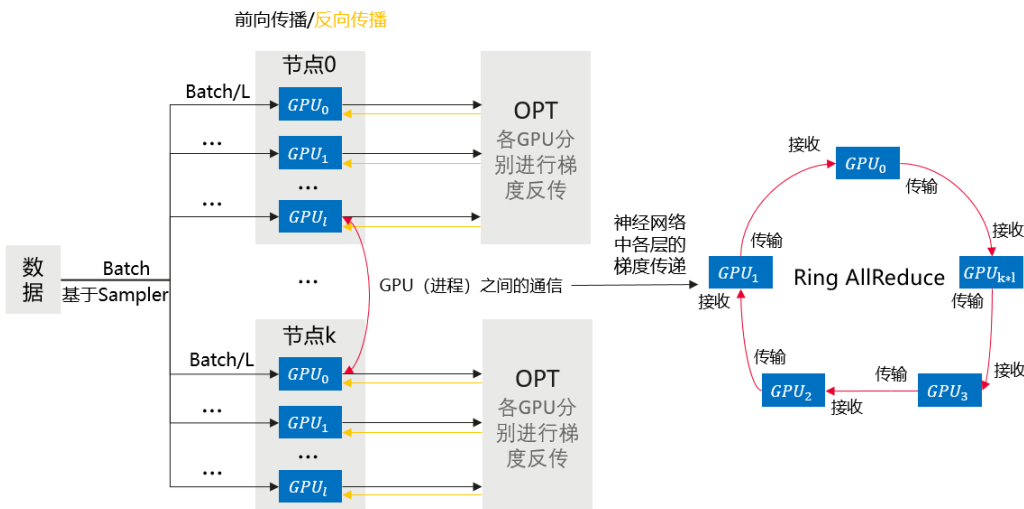 前向传播/反向传播
节点0
Batch/L
GPU₀
...
GPU₁
...
...
GPUₗ
OPT
各GPU分
别进行梯
度反传
数
据
Batch
基于Sampler
...
GPU（进程）之间的通信
神经网络
中各层的
梯度传递
节点k
Batch/L
GPU₀
...
GPU₁
...
...
GPUₗ
OPT
各GPU分
别进行梯
度反传
接收
GPU₀
传输
接收
传输
GPU₁
Ring AllReduce
GPUₖ∗ₗ
接收
传输
传输
接收
传输
GPU₂
GPU₃
接收